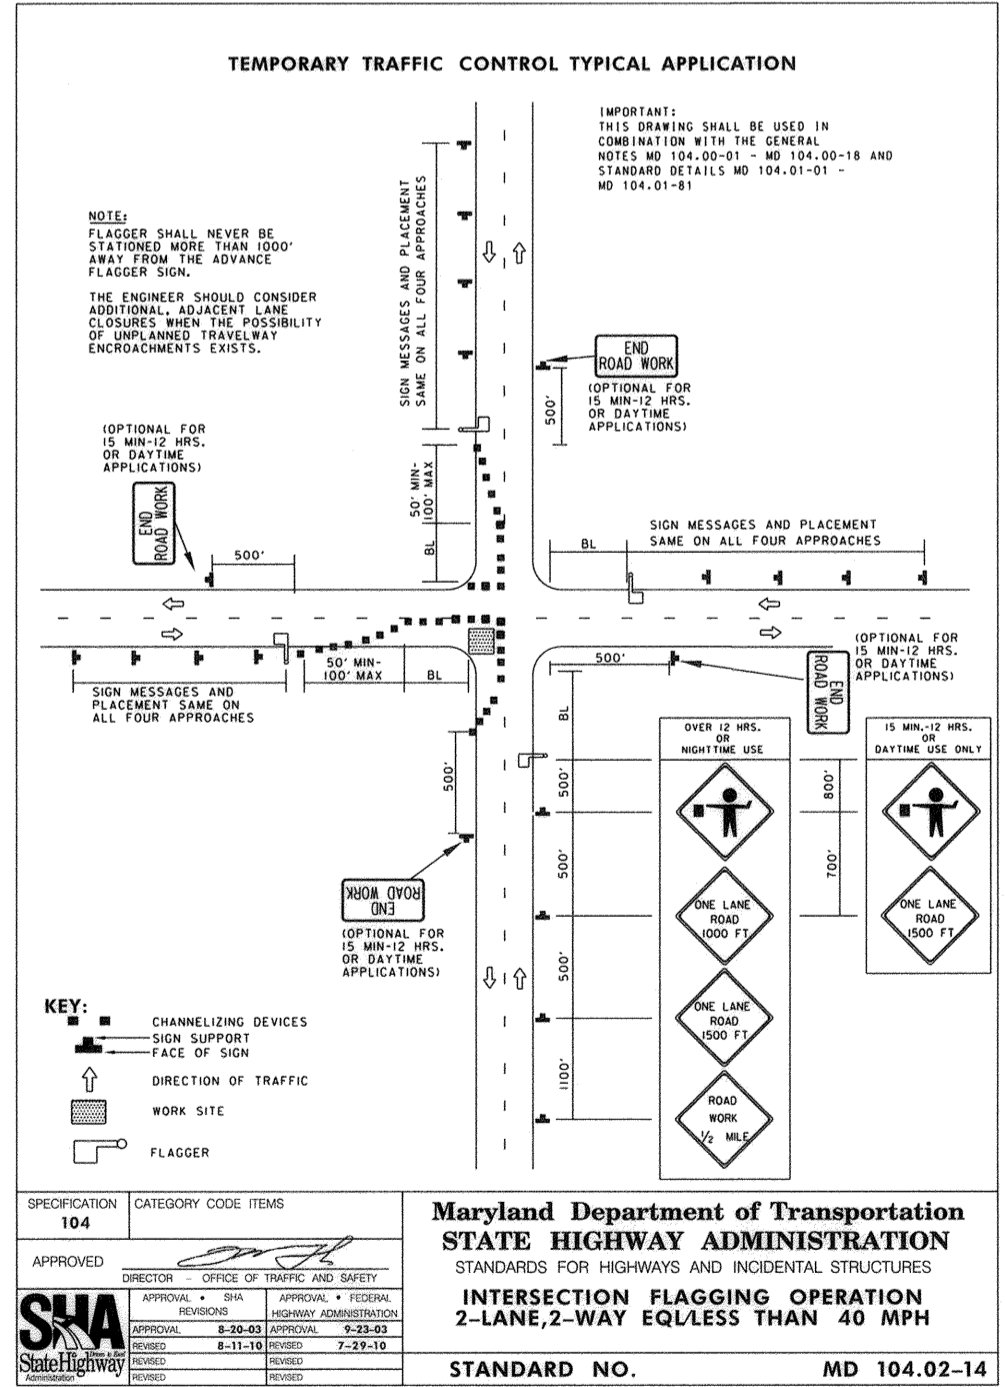 TEMPORARY TRAFFIC CONTROL TYPICAL APPLICATION
IMPORTANT:
THIS DRAWING SHALL BE USED IN
COMBINATION WITH THE GENERAL
NOTES MD 104.00-01 - MD 104.00-18 AND
STANDARD DETAILS MD 104.01-01 -
MD 104.01-81
NOTE:
FLAGGER SHALL NEVER BE
STATIONED MORE THAN 1000'
AWAY FROM THE ADVANCE
FLAGGER SIGN.
THE ENGINEER SHOULD CONSIDER
ADDITIONAL, ADJACENT LANE
CLOSURES WHEN THE POSSIBILITY
OF UNPLANNED TRAVELWAY
ENCROACHMENTS EXISTS.
SIGN MESSAGES AND PLACEMENT
SAME ON ALL FOUR APPROACHES
END
ROAD WORK
(OPTIONAL FOR
15 MIN-12 HRS.
OR DAYTIME
APPLICATIONS)
500'
(OPTIONAL FOR
15 MIN-12 HRS.
OR DAYTIME
APPLICATIONS)
END
ROAD WORK
500'
50' MIN-
100' MAX
BL
SIGN MESSAGES AND PLACEMENT
SAME ON ALL FOUR APPROACHES
BL
50' MIN-
100' MAX
BL
SIGN MESSAGES AND
PLACEMENT SAME ON
ALL FOUR APPROACHES
500'
(OPTIONAL FOR
15 MIN-12 HRS.
OR DAYTIME
APPLICATIONS)
END
ROAD WORK
BL
500'
500'
500'
1100'
500'
END
ROAD WORK
(OPTIONAL FOR
15 MIN-12 HRS.
OR DAYTIME
APPLICATIONS)
OVER 12 HRS.
OR
NIGHTTIME USE
ONE LANE
ROAD
1000 FT.
ONE LANE
ROAD
1500 FT.
ROAD
WORK
1/2 MILE
800'
700'
15 MIN.-12 HRS.
OR
DAYTIME USE ONLY
ONE LANE
ROAD
1500 FT.
KEY:
CHANNELIZING DEVICES
SIGN SUPPORT
FACE OF SIGN
DIRECTION OF TRAFFIC
WORK SITE
FLAGGER
SPECIFICATION
104
CATEGORY CODE ITEMS
APPROVED
DIRECTOR - OFFICE OF TRAFFIC AND SAFETY
SHA
Driven to Excel
StateHighway
Administration
APPROVAL • SHA
REVISIONS
APPROVAL • FEDERAL
HIGHWAY ADMINISTRATION
APPROVAL 8-20-03 APPROVAL 9-23-03
REVISED 8-11-10 REVISED 7-29-10
REVISED REVISED
REVISED REVISED
Maryland Department of Transportation
STATE HIGHWAY ADMINISTRATION
STANDARDS FOR HIGHWAYS AND INCIDENTAL STRUCTURES
INTERSECTION FLAGGING OPERATION
2-LANE,2-WAY EQL/LESS THAN 40 MPH
STANDARD NO. MD 104.02-14